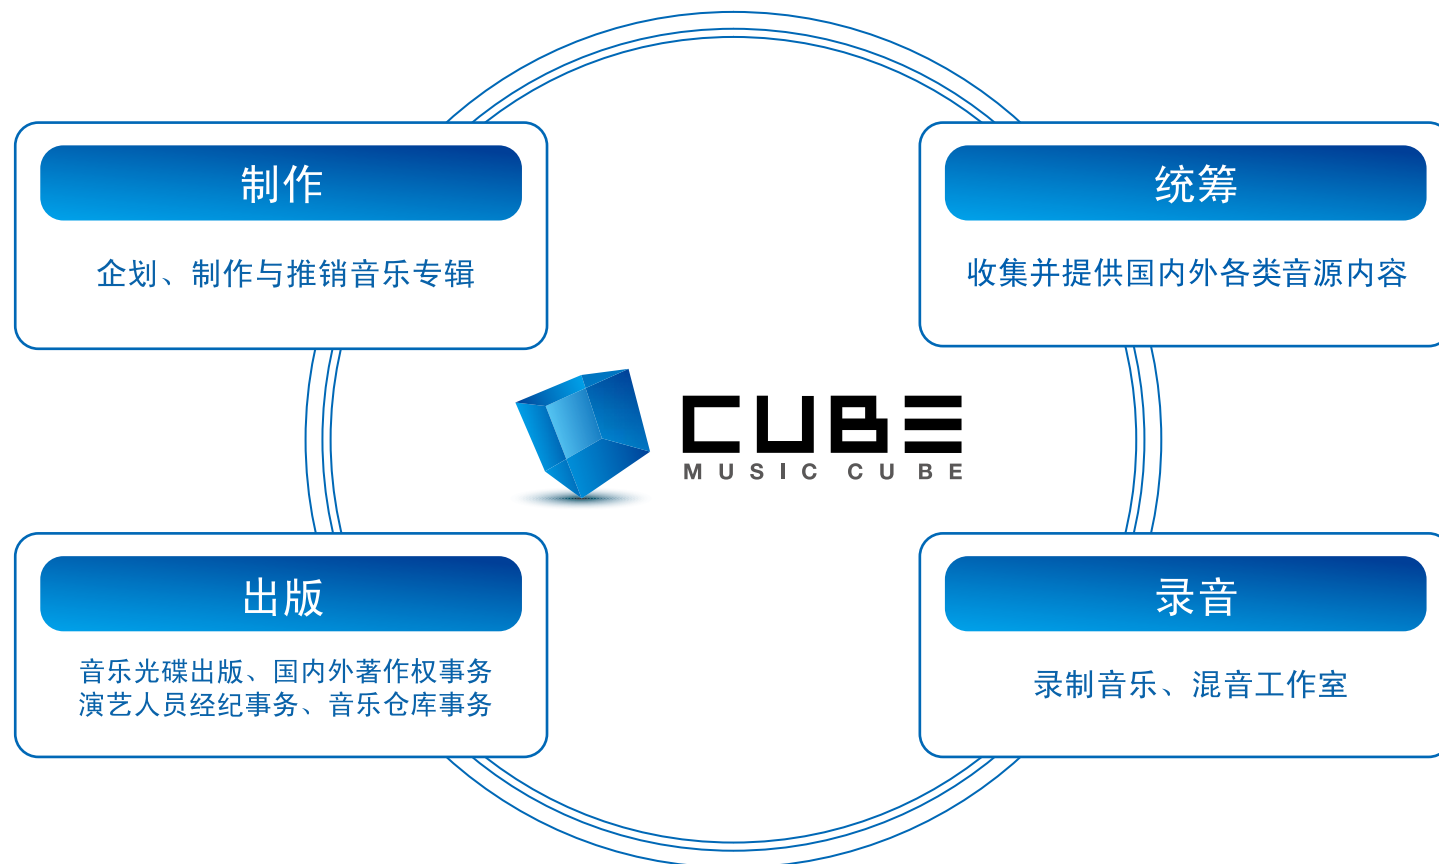 制作
企划、制作与推销音乐专辑
统筹
收集并提供国内外各类音源内容
CUBE
MUSIC CUBE
出版
音乐光碟出版、国内外著作权事务
演艺人员经纪事务、音乐仓库事务
录音
录制音乐、混音工作室